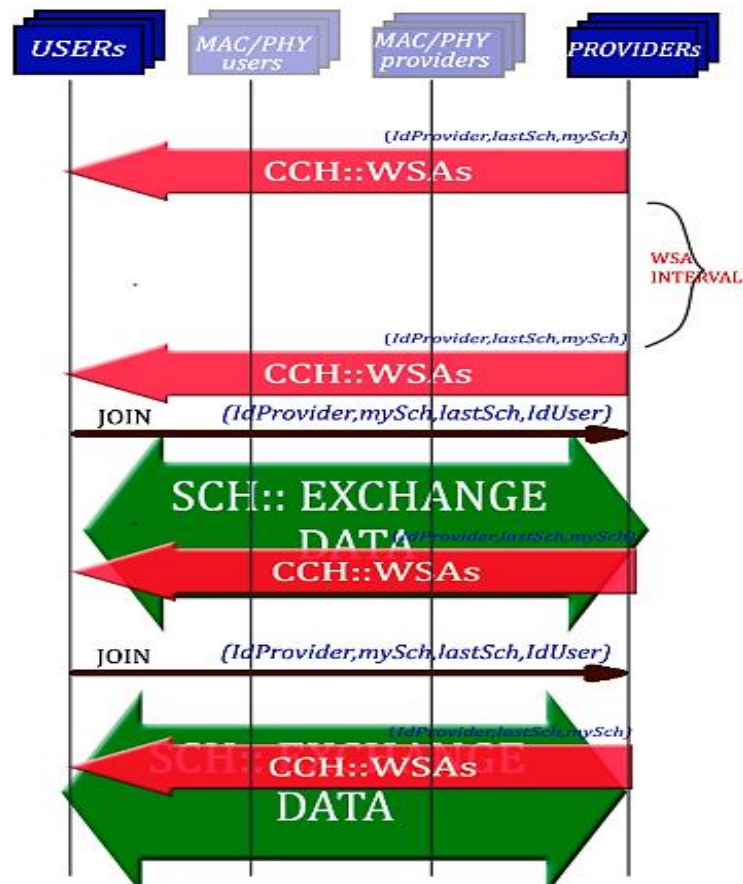 USERs
MAC/PHY
users
MAC/PHY
providers
PROVIDERs
(IdProvider,lastSch,mySch)
CCH::WSAs
WSA
INTERVAL
(IdProvider,lastSch,mySch)
CCH::WSAs
JOIN (IdProvider,mySch,lastSch,IdUser)
SCH:: EXCHANGE
DATA
(IdProvider,lastSch,mySch)
CCH::WSAs
JOIN (IdProvider,mySch,lastSch,IdUser)
(IdProvider,lastSch,mySch)
SCH:: EXCHANGE
CCH::WSAs
DATA